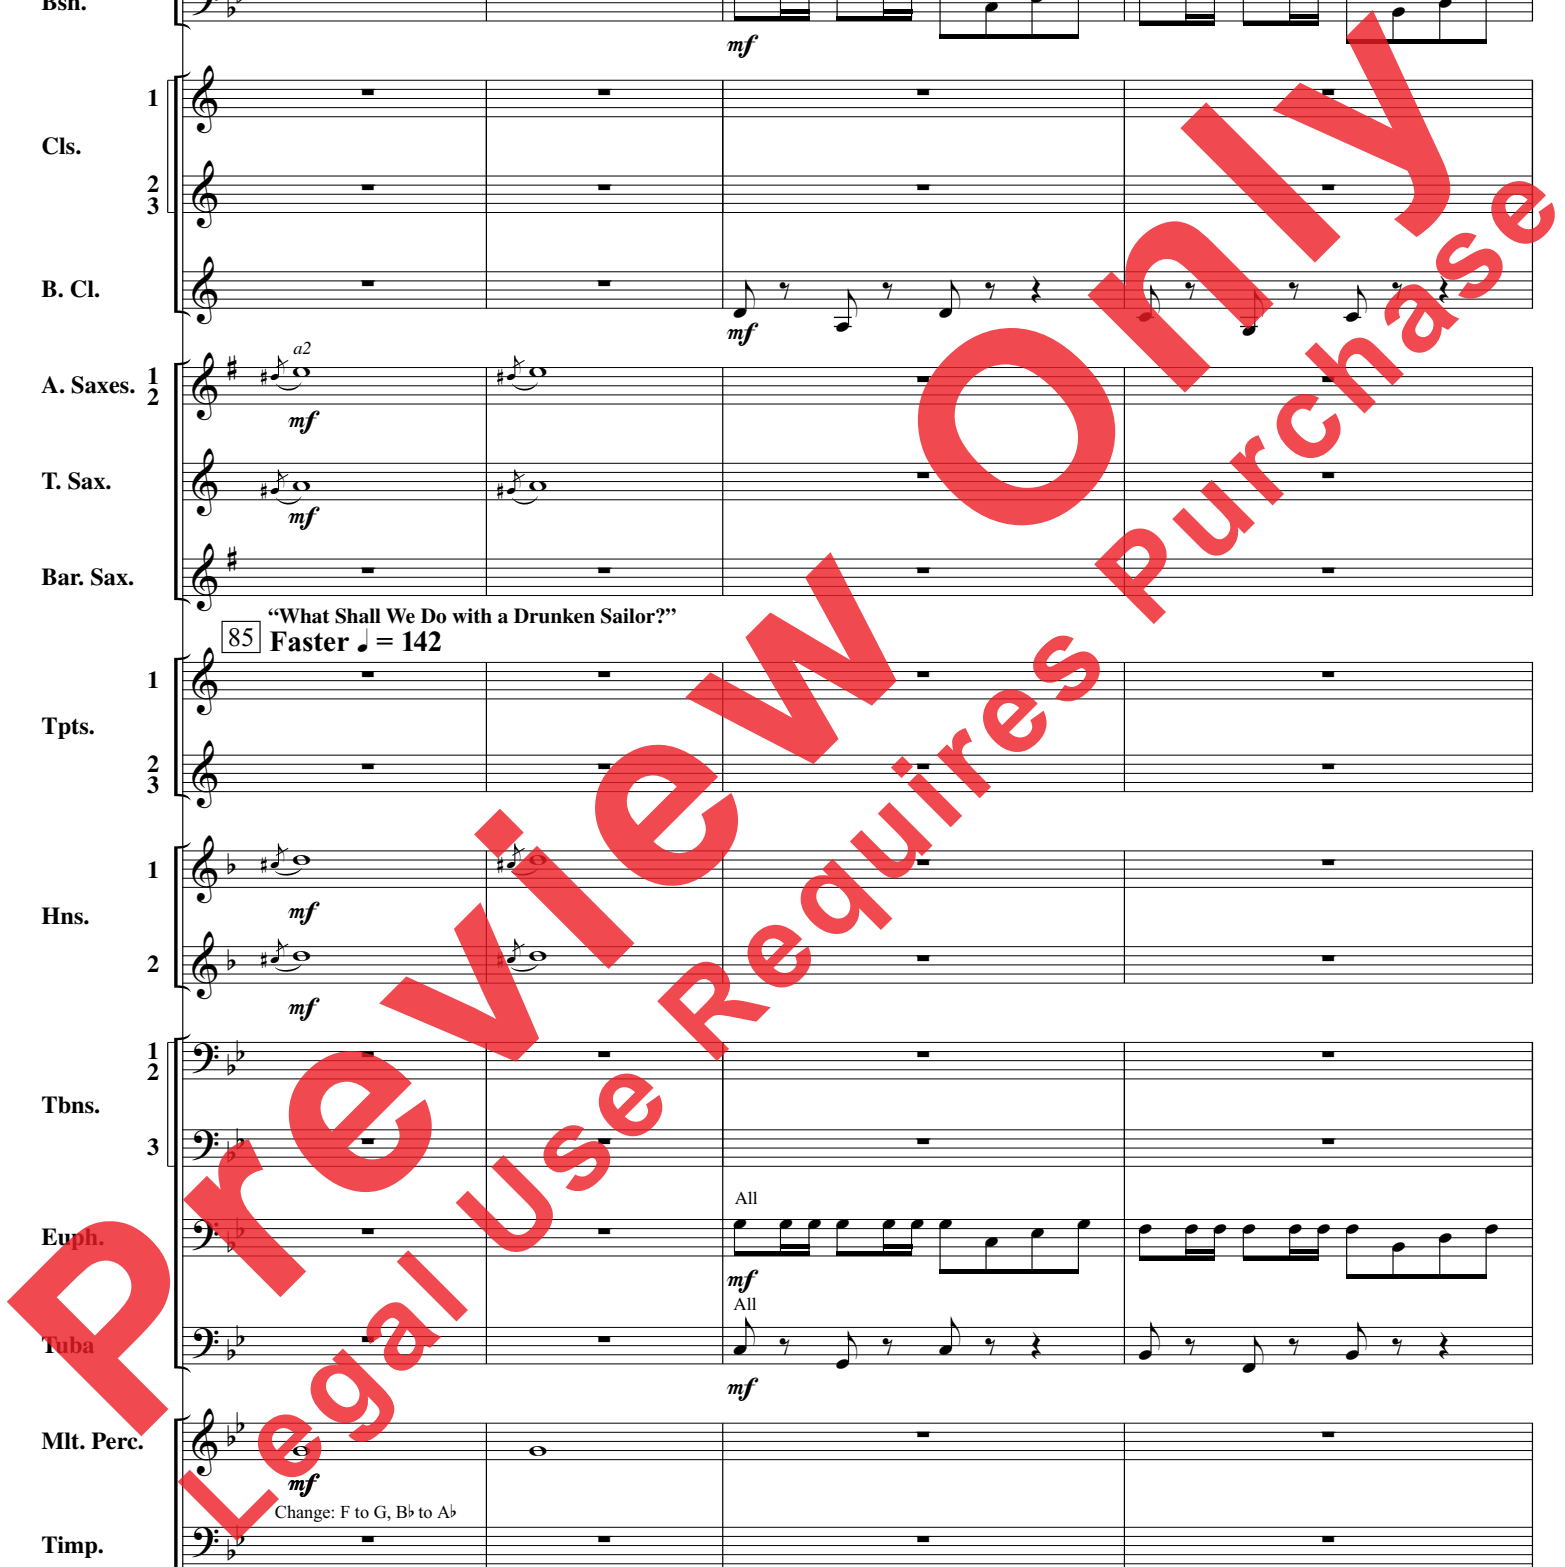 Bsn.
mf
1
Cls.
2
3
B. Cl.
mf
a2
A. Saxes. 1
2
mf
T. Sax.
mf
Bar. Sax.
“What Shall We Do with a Drunken Sailor?”
85 Faster ♩ = 142
1
Tpts.
2
3
1
mf
Hns.
2
mf
1
2
Tbns.
3
All
Euph.
mf
All
Tuba
mf
Mlt. Perc.
mf
Change: F to G, B♭ to A♭
Timp.
Preview Only
Legal Use Requires Purchase